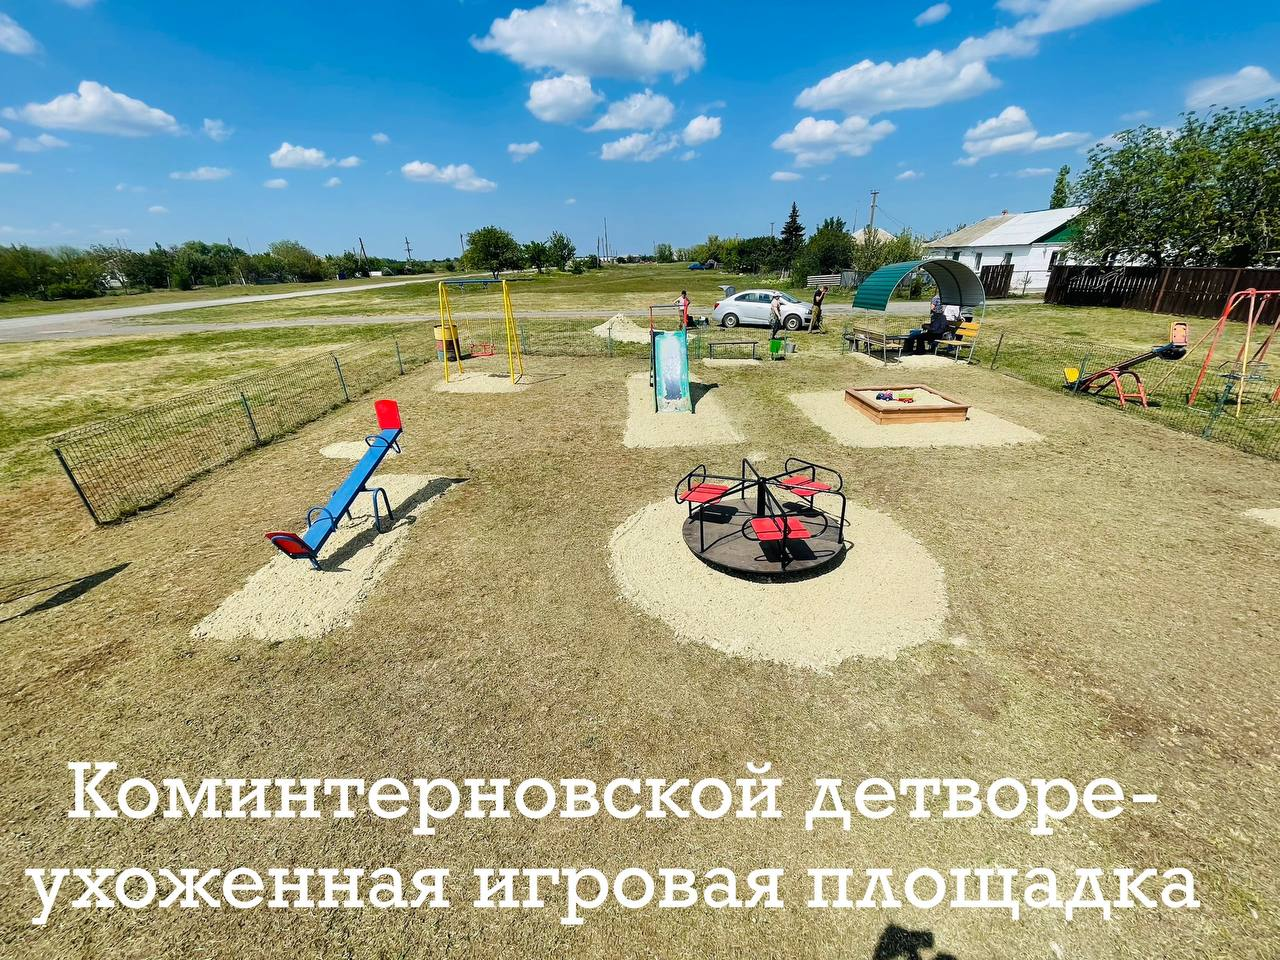 Коминтерновской детворе-
ухоженная игровая площадка